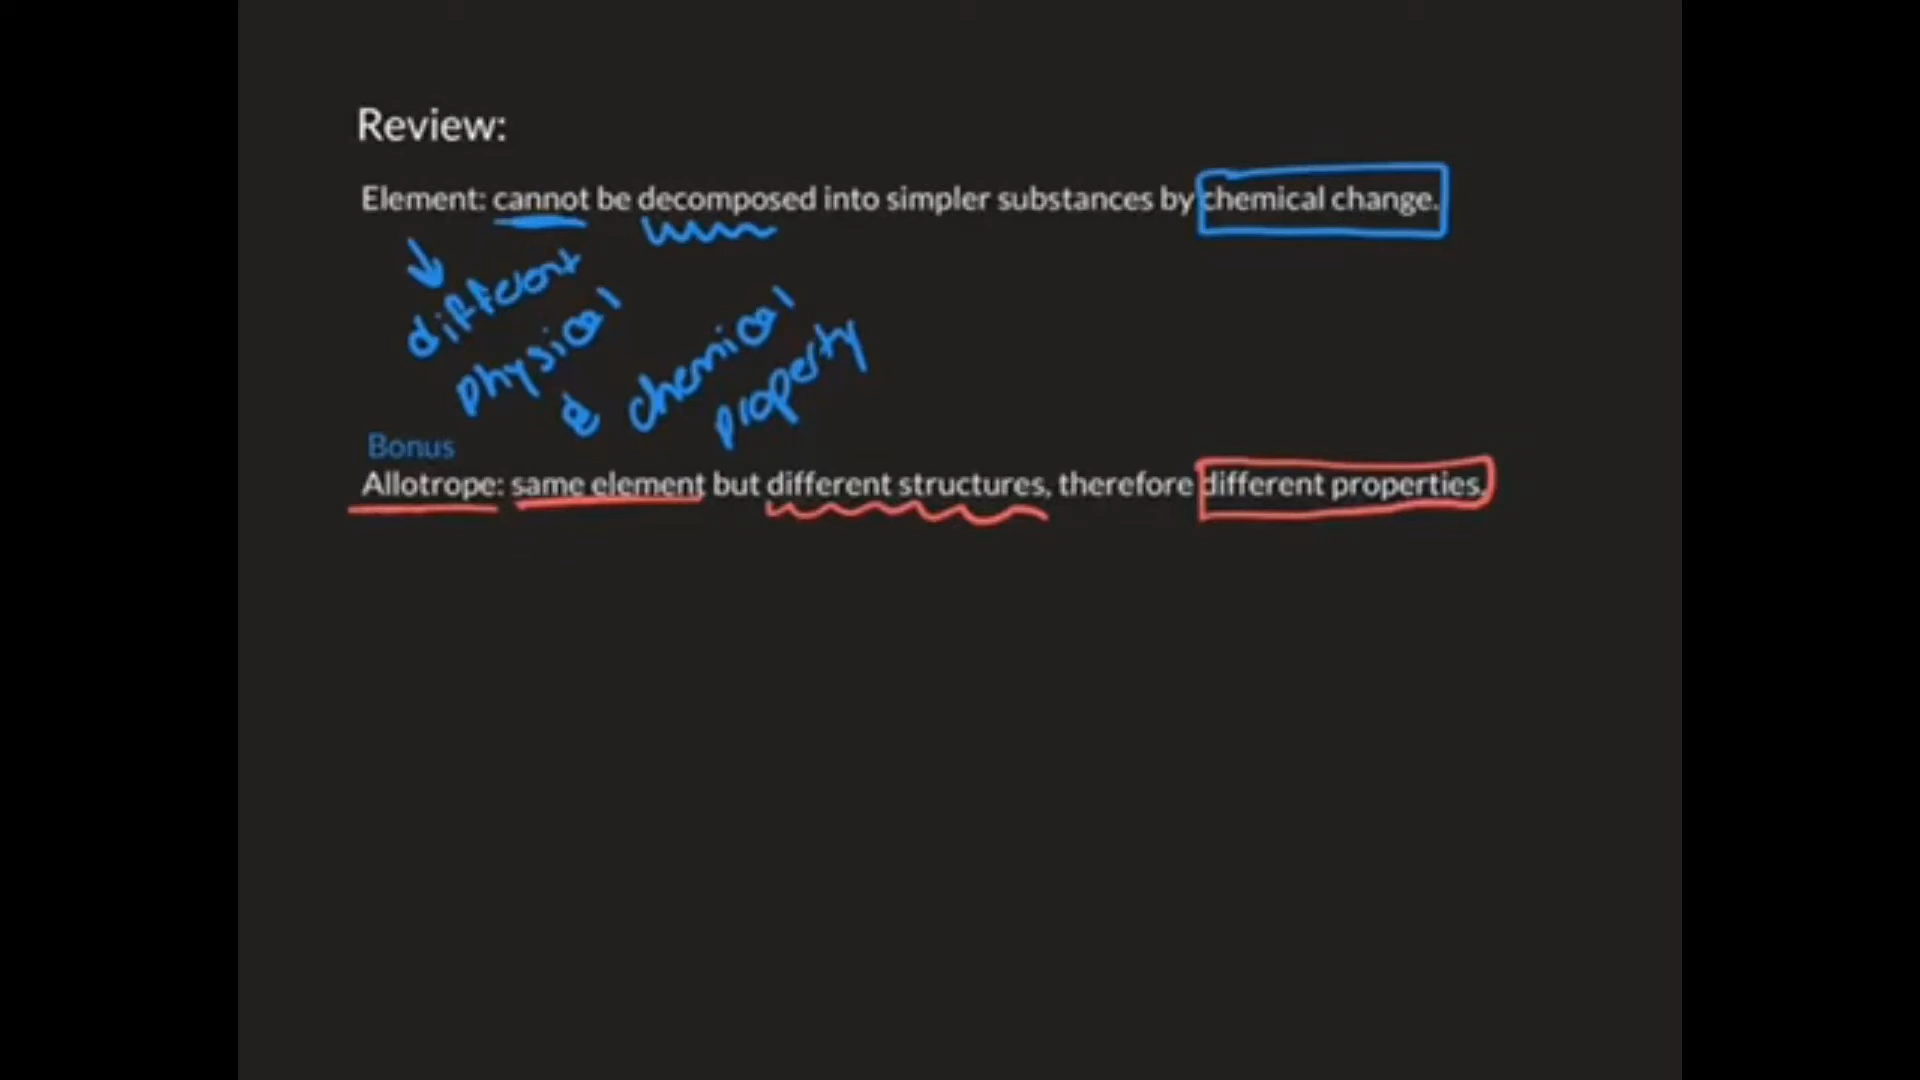 Review:
Element: cannot be decomposed into simpler substances by chemical change.
different
physical
& chemical
property
Bonus
Allotrope: same element but different structures, therefore different properties.